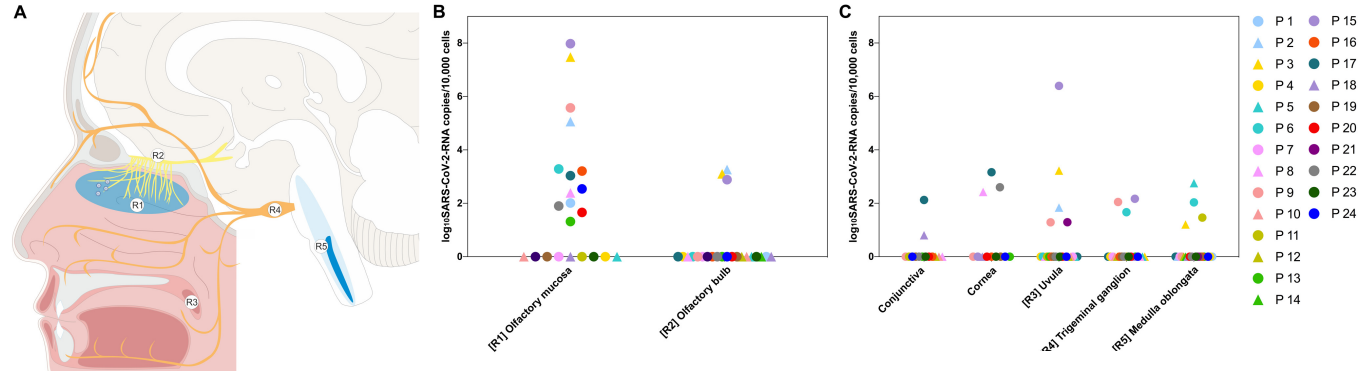 A
R2
R1
R4
R5
R3
B
log₁₀SARS-CoV-2-RNA copies/10,000 cells
8
6
4
2
0
[R1] Olfactory mucosa
[R2] Olfactory bulb
C
log₁₀SARS-CoV-2-RNA copies/10,000 cells
8
6
4
2
0
Conjunctiva
Cornea
[R3] Uvula
R4] Trigeminal ganglion
[R5] Medulla oblongata
P 1
P 2
P 3
P 4
P 5
P 6
P 7
P 8
P 9
P 10
P 11
P 12
P 13
P 14
P 15
P 16
P 17
P 18
P 19
P 20
P 21
P 22
P 23
P 24